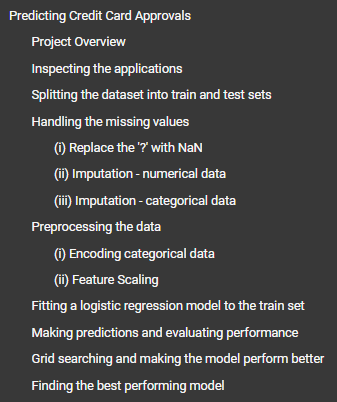 Predicting Credit Card Approvals
Project Overview
Inspecting the applications
Splitting the dataset into train and test sets
Handling the missing values
(i) Replace the '?' with NaN
(ii) Imputation - numerical data
(iii) Imputation - categorical data
Preprocessing the data
(i) Encoding categorical data
(ii) Feature Scaling
Fitting a logistic regression model to the train set
Making predictions and evaluating performance
Grid searching and making the model perform better
Finding the best performing model